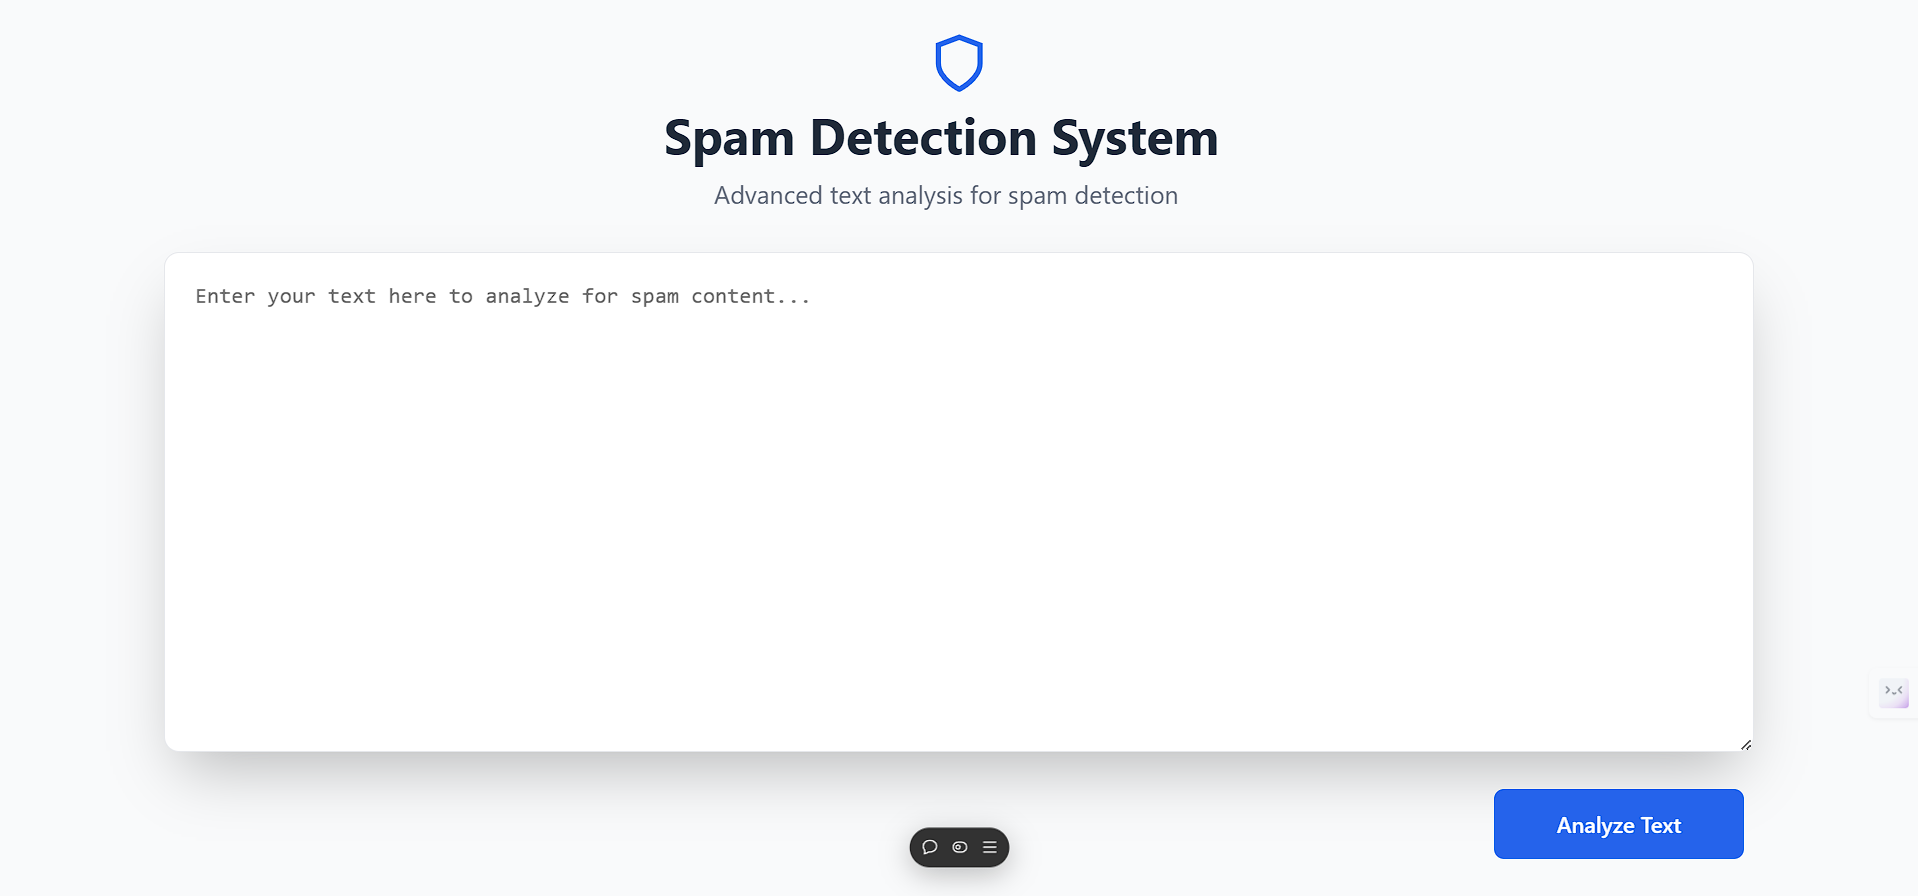 Spam Detection System
Advanced text analysis for spam detection
Enter your text here to analyze for spam content...
Analyze Text